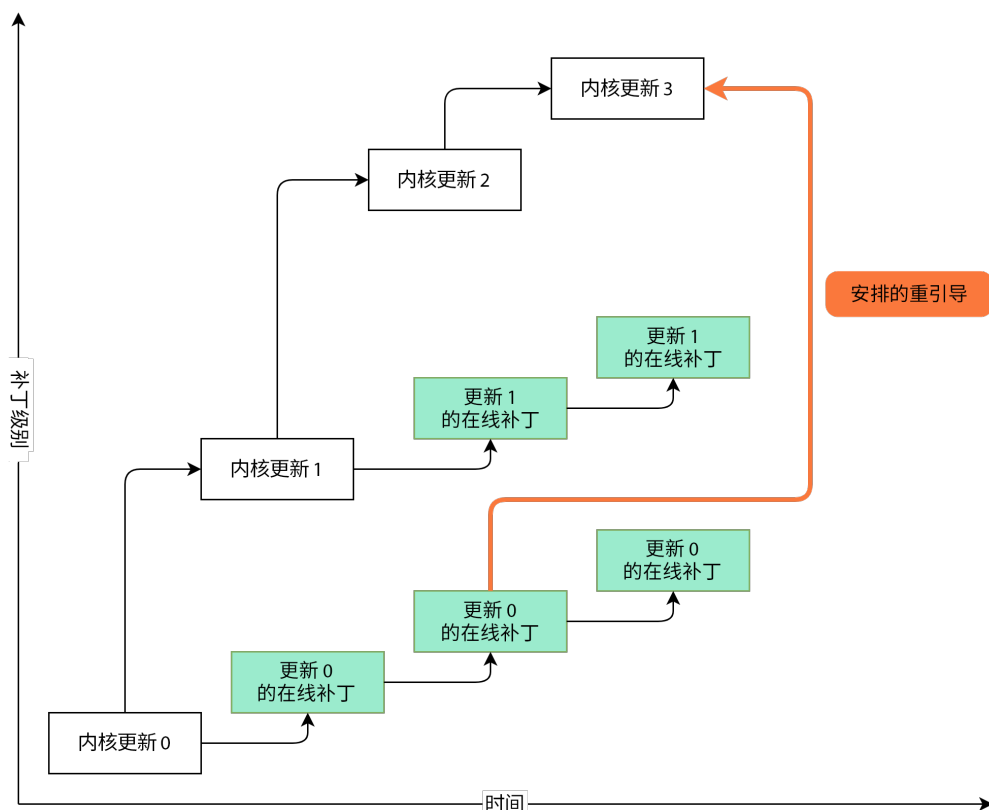 内核更新 3
内核更新 2
安排的重引导
更新 1
的在线补丁
更新 1
的在线补丁
补丁级别
内核更新 1
更新 0
的在线补丁
更新 0
的在线补丁
更新 0
的在线补丁
内核更新 0
时间